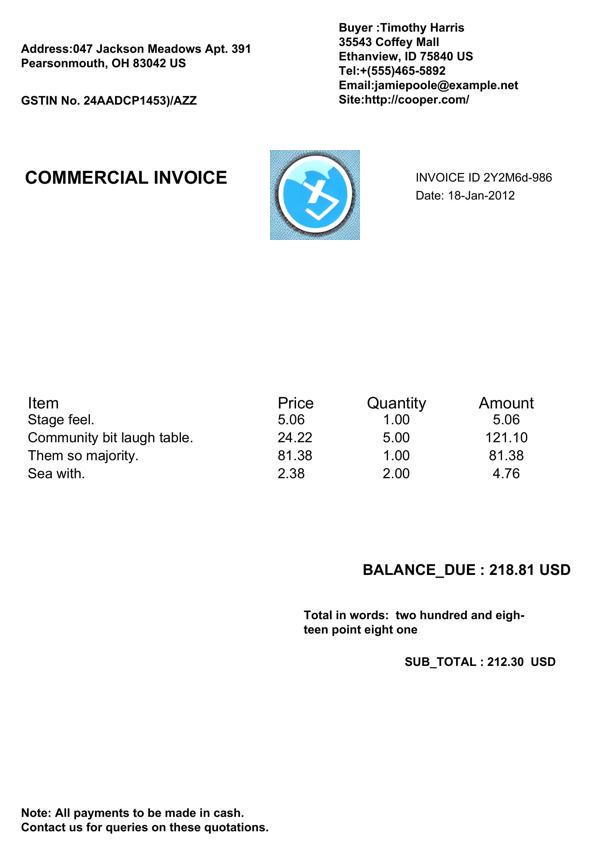 Address:047 Jackson Meadows Apt. 391
Pearsonmouth, OH 83042 US
GSTIN No. 24AADCP1453)/AZZ
Buyer :Timothy Harris
35543 Coffey Mall
Ethanview, ID 75840 US
Tel:+(555)465-5892
Email:jamiepoole@example.net
Site:http://cooper.com/
COMMERCIAL INVOICE
INVOICE ID 2Y2M6d-986
Date: 18-Jan-2012
Item Price Quantity Amount
Stage feel. 5.06 1.00 5.06
Community bit laugh table. 24.22 5.00 121.10
Them so majority. 81.38 1.00 81.38
Sea with. 2.38 2.00 4.76
BALANCE_DUE : 218.81 USD
Total in words: two hundred and eigh-
teen point eight one
SUB_TOTAL : 212.30 USD
Note: All payments to be made in cash.
Contact us for queries on these quotations.